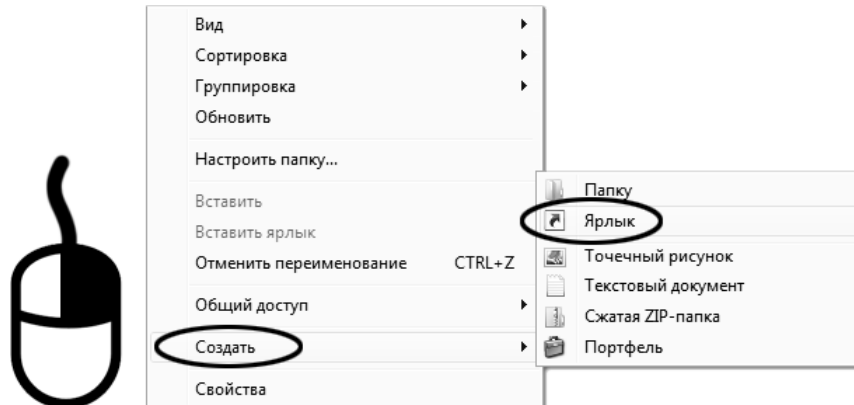 Вид
Сортировка
Группировка
Обновить
Настроить папку...
Вставить
Вставить ярлык
Отменить переименование CTRL+Z
Общий доступ
Создать
Свойства
Папку
Ярлык
Точечный рисунок
Текстовый документ
Сжатая ZIP-папка
Портфель